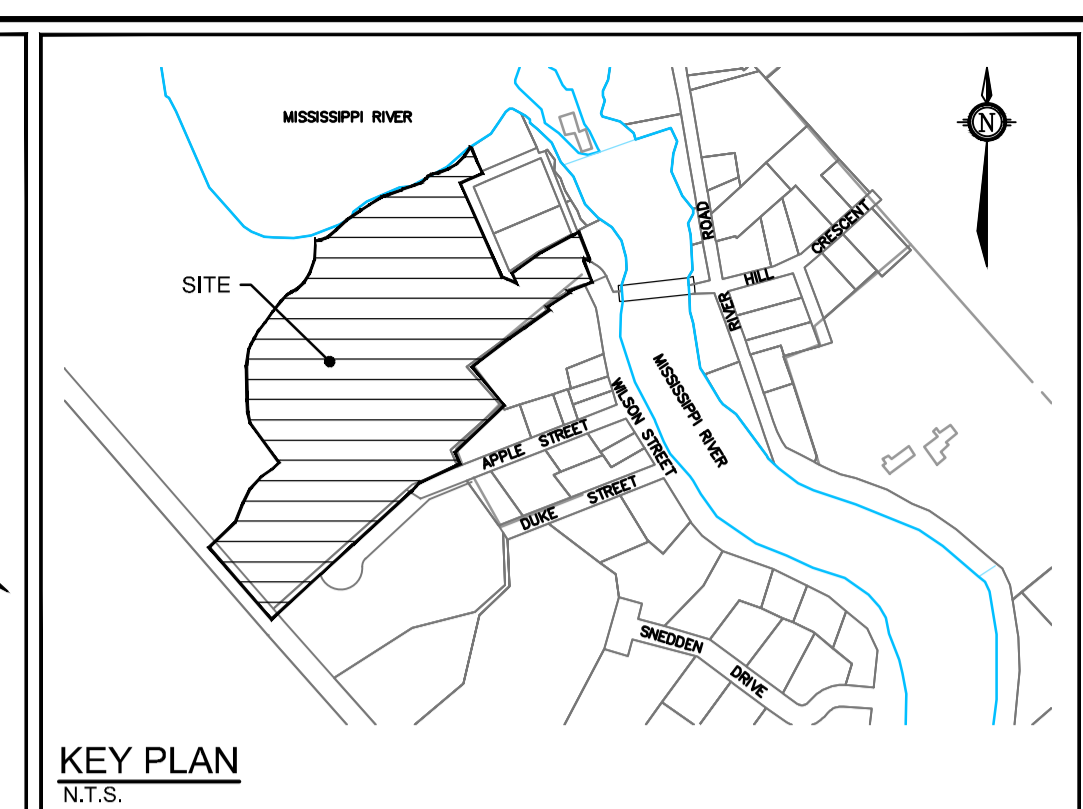 MISSISSIPPI RIVER
N
SITE
ROAD
CRESCENT
HILL
RIVER
MISSISSIPPI RIVER
WILSON STREET
APPLE STREET
DUKE STREET
SNEDDEN DRIVE
KEY PLAN
N.T.S.